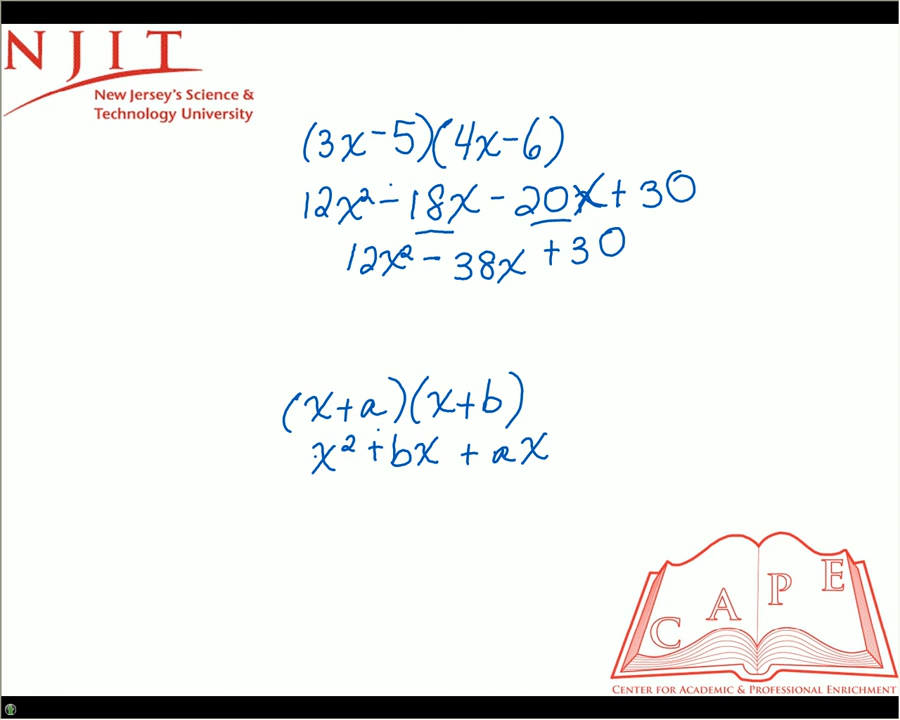 NJIT
New Jersey's Science &
Technology University
(3x-5)(4x-6)
12x² - 18x - 20x + 30
12x² - 38x + 30
(x+a)(x+b)
x² + bx + ax
CAPE
CENTER FOR ACADEMIC & PROFESSIONAL ENRICHMENT